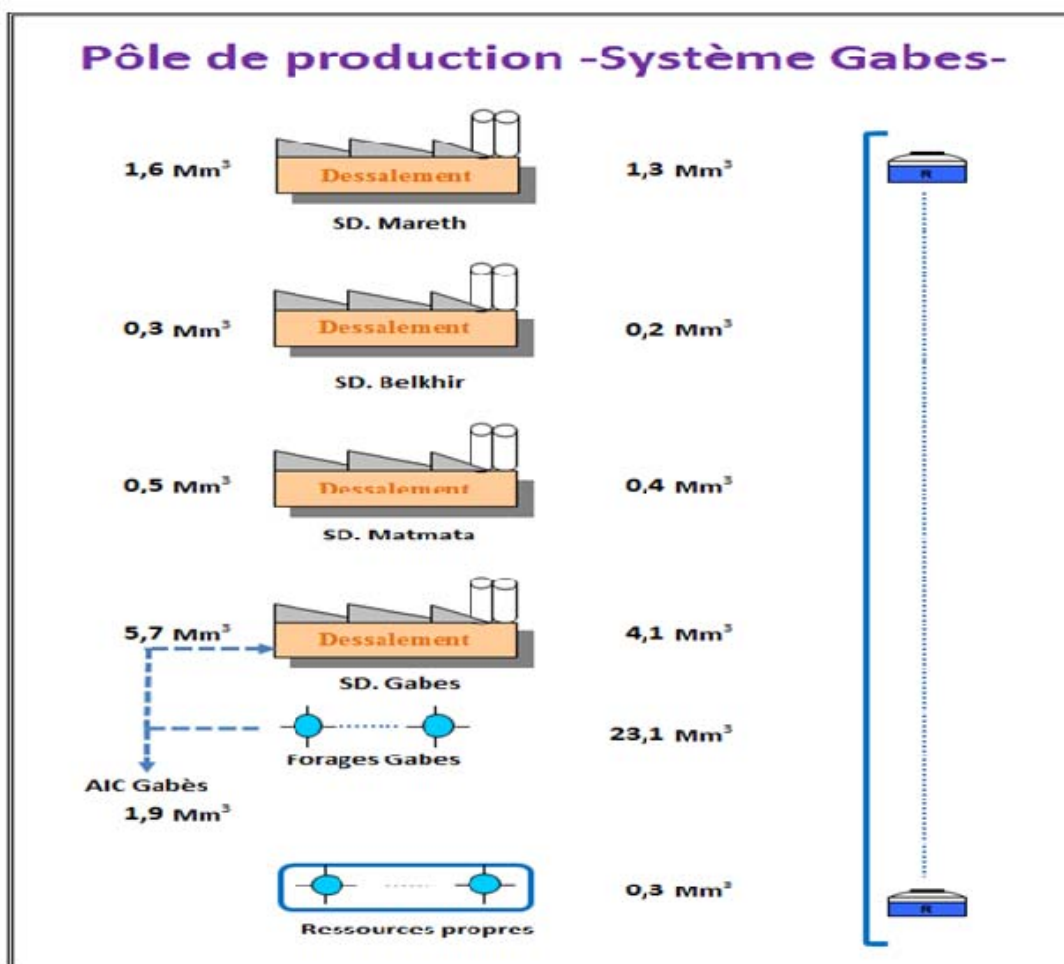 Pôle de production -Système Gabes-
1,6 Mm³
Dessalement
1,3 Mm³
R
SD. Mareth
0,3 Mm³
Dessalement
0,2 Mm³
SD. Belkhir
0,5 Mm³
Dessalement
0,4 Mm³
SD. Matmata
5,7 Mm³
Dessalement
4,1 Mm³
SD. Gabes
23,1 Mm³
Forages Gabes
AIC Gabès
1,9 Mm³
0,3 Mm³
R
Ressources propres